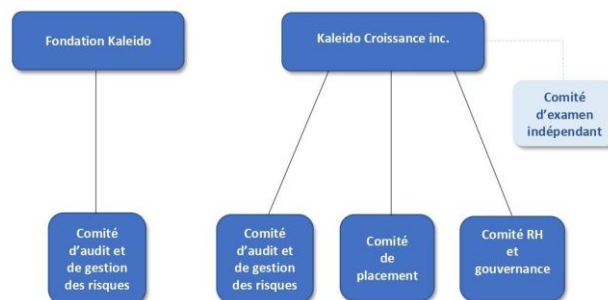 Fondation Kaleido
Kaleido Croissance inc.
Comité
d'examen
indépendant
Comité
d'audit et
de gestion
des risques
Comité
d'audit et
de gestion
des risques
Comité
de
placement
Comité RH
et
gouvernance